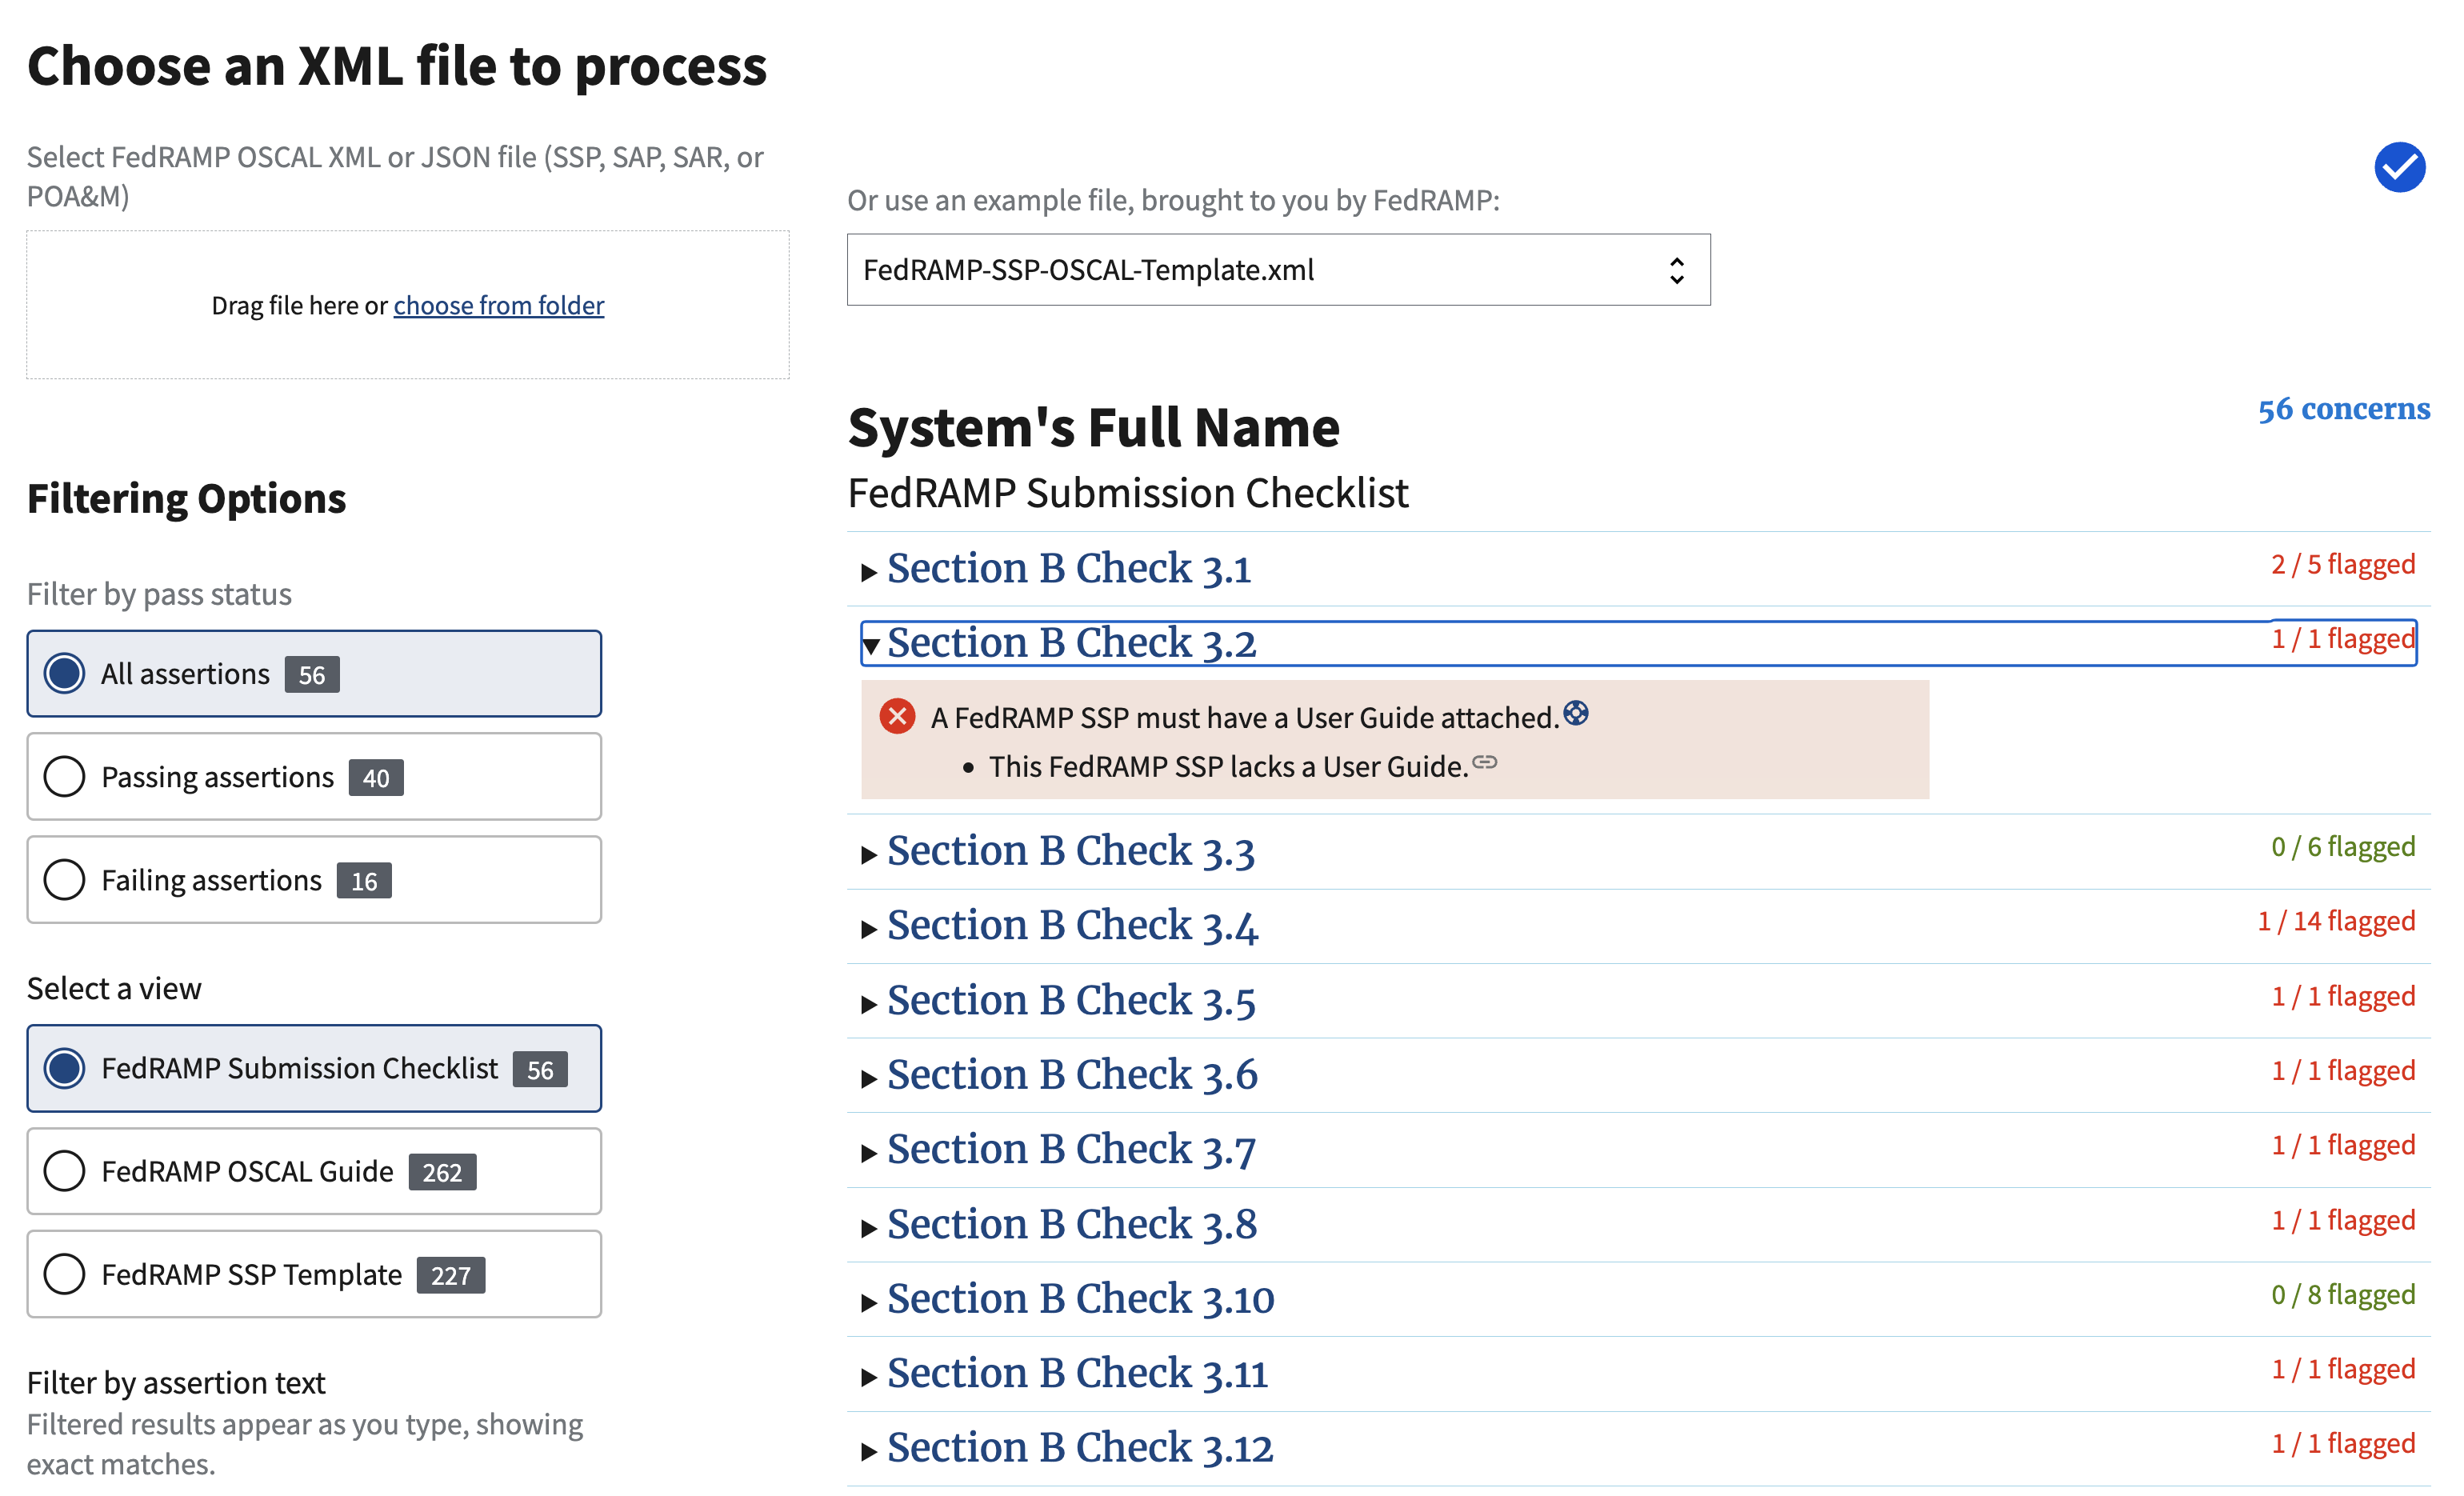 Choose an XML file to process
Select FedRAMP OSCAL XML or JSON file (SSP, SAP, SAR, or
POA&M)
Drag file here or choose from folder
Or use an example file, brought to you by FedRAMP:
FedRAMP-SSP-OSCAL-Template.xml
Filtering Options
Filter by pass status
All assertions 56
Passing assertions 40
Failing assertions 16
Select a view
FedRAMP Submission Checklist 56
FedRAMP OSCAL Guide 262
FedRAMP SSP Template 227
Filter by assertion text
Filtered results appear as you type, showing
exact matches.
System's Full Name
56 concerns
FedRAMP Submission Checklist
Section B Check 3.1 2 / 5 flagged
Section B Check 3.2 1 / 1 flagged
A FedRAMP SSP must have a User Guide attached.
This FedRAMP SSP lacks a User Guide.
Section B Check 3.3 0 / 6 flagged
Section B Check 3.4 1 / 14 flagged
Section B Check 3.5 1 / 1 flagged
Section B Check 3.6 1 / 1 flagged
Section B Check 3.7 1 / 1 flagged
Section B Check 3.8 1 / 1 flagged
Section B Check 3.10 0 / 8 flagged
Section B Check 3.11 1 / 1 flagged
Section B Check 3.12 1 / 1 flagged